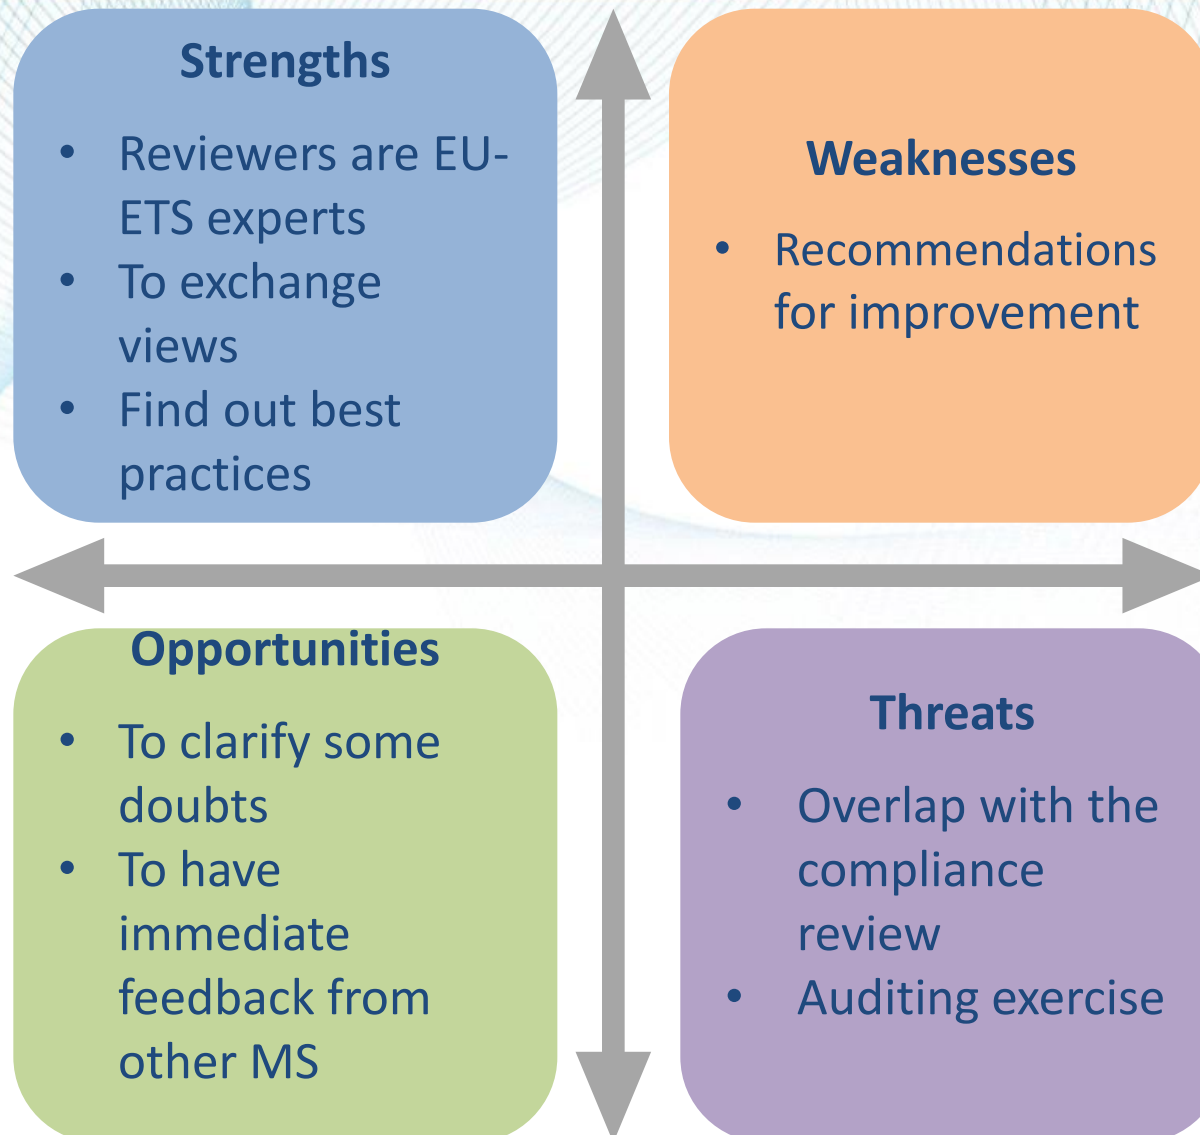 Strengths
• Reviewers are EU-
ETS experts
• To exchange
views
• Find out best
practices
Weaknesses
• Recommendations
for improvement
Opportunities
• To clarify some
doubts
• To have
immediate
feedback from
other MS
Threats
• Overlap with the
compliance
review
• Auditing exercise